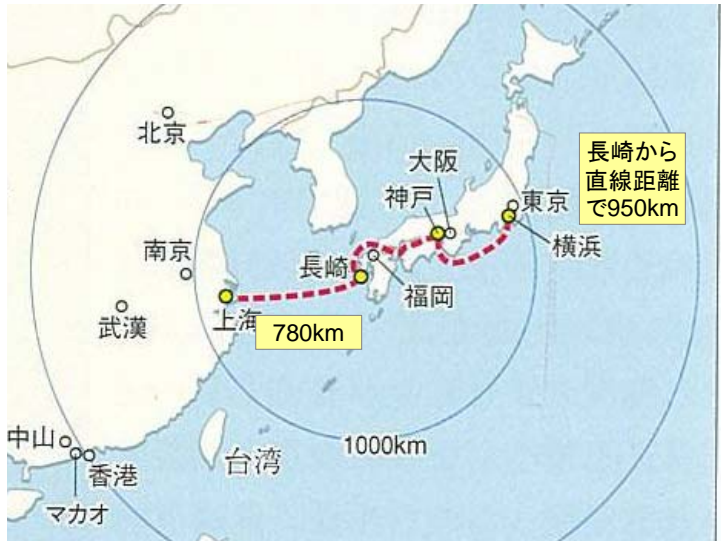 北京
大阪
神戸
東京
横浜
長崎から
直線距離
で950km
南京
長崎
福岡
武漢
上海
780km
1000km
中山
香港
マカオ
台湾